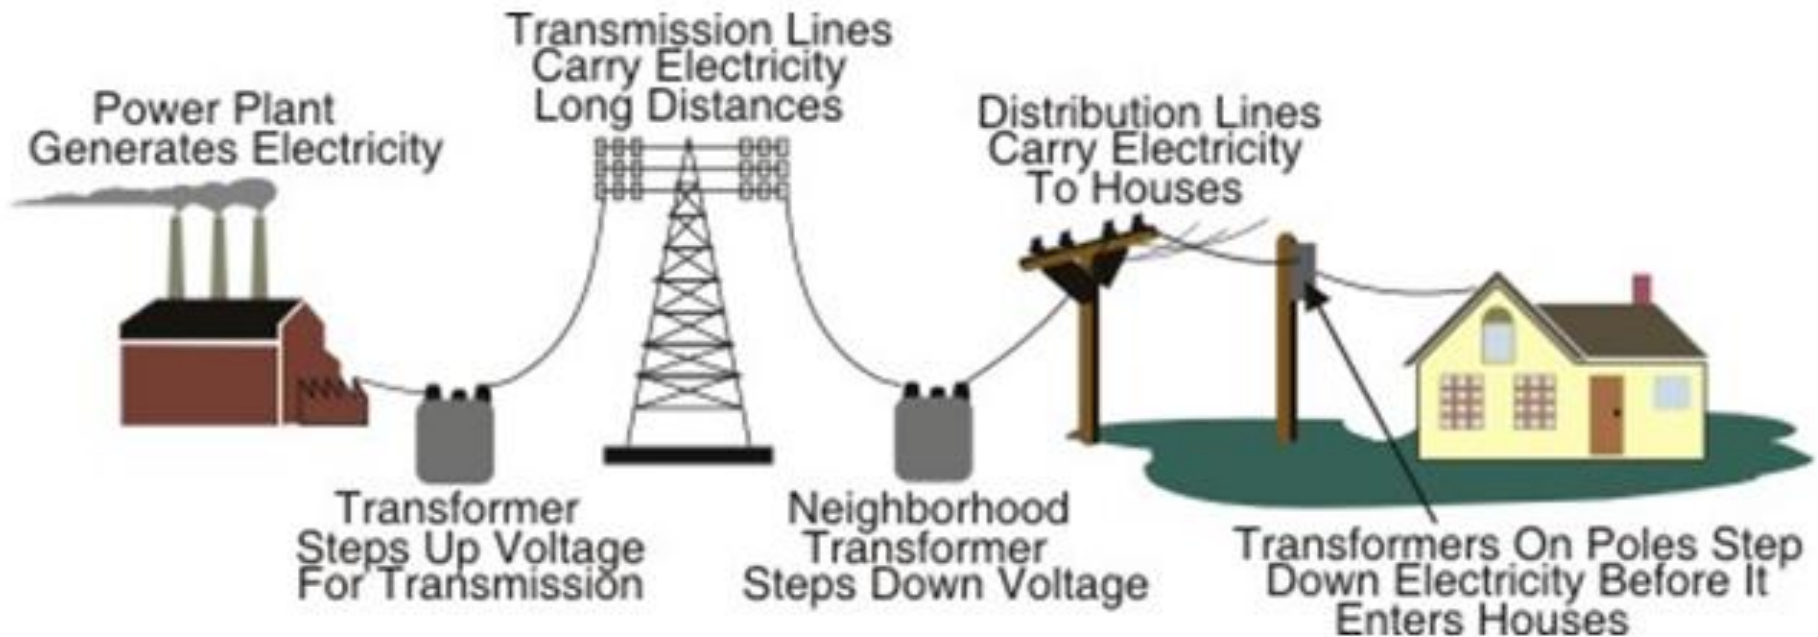 Power Plant
Generates Electricity
Transmission Lines
Carry Electricity
Long Distances
Distribution Lines
Carry Electricity
To Houses
Transformer
Steps Up Voltage
For Transmission
Neighborhood
Transformer
Steps Down Voltage
Transformers On Poles Step
Down Electricity Before It
Enters Houses